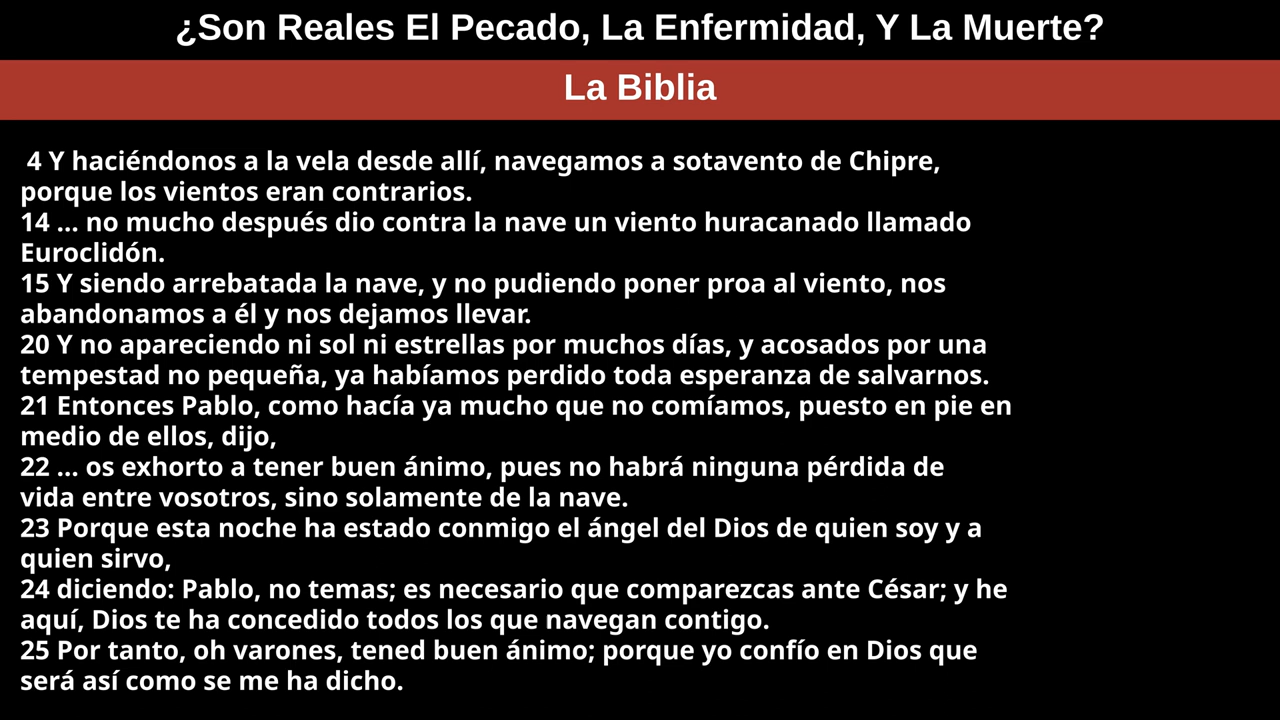 ¿Son Reales El Pecado, La Enfermidad, Y La Muerte?
La Biblia
4 Y haciéndonos a la vela desde allí, navegamos a sotavento de Chipre,
porque los vientos eran contrarios.
14 ... no mucho después dio contra la nave un viento huracanado llamado
Euroclidón.
15 Y siendo arrebatada la nave, y no pudiendo poner proa al viento, nos
abandonamos a él y nos dejamos llevar.
20 Y no apareciendo ni sol ni estrellas por muchos días, y acosados por una
tempestad no pequeña, ya habíamos perdido toda esperanza de salvarnos.
21 Entonces Pablo, como hacía ya mucho que no comíamos, puesto en pie en
medio de ellos, dijo,
22 ... os exhorto a tener buen ánimo, pues no habrá ninguna pérdida de
vida entre vosotros, sino solamente de la nave.
23 Porque esta noche ha estado conmigo el ángel del Dios de quien soy y a
quien sirvo,
24 diciendo: Pablo, no temas; es necesario que comparezcas ante César; y he
aquí, Dios te ha concedido todos los que navegan contigo.
25 Por tanto, oh varones, tened buen ánimo; porque yo confío en Dios que
será así como se me ha dicho.